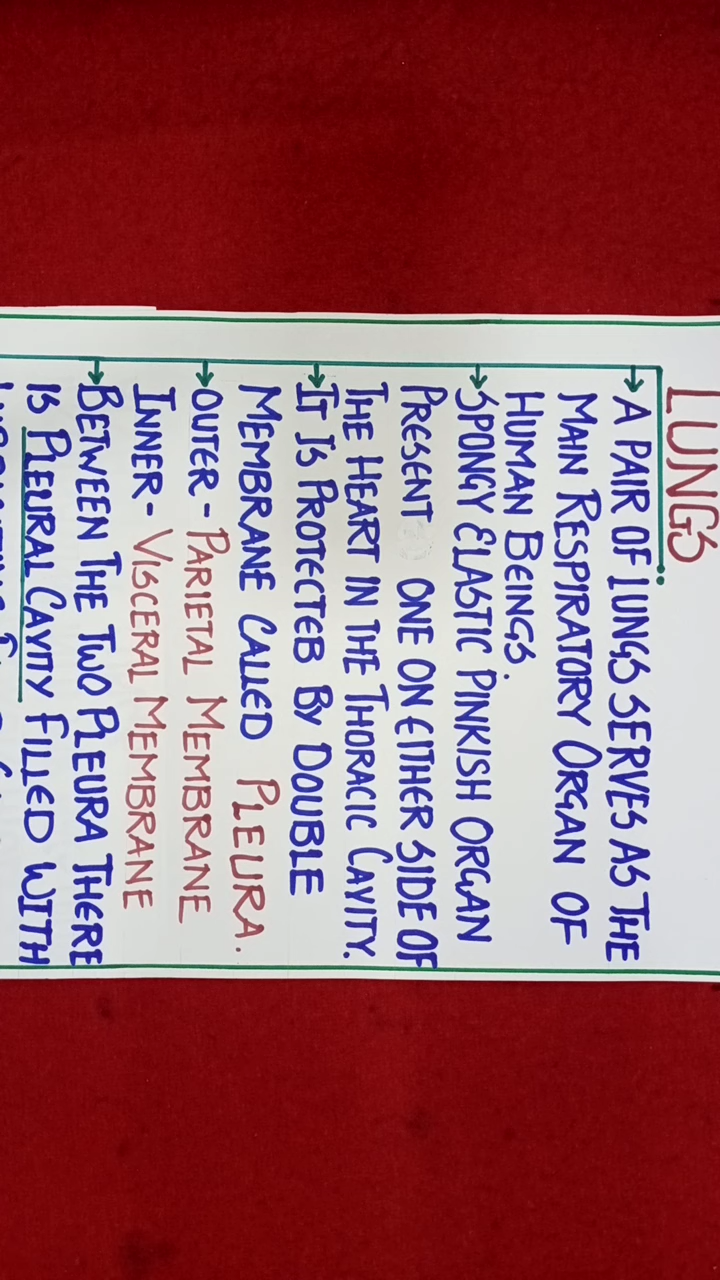 LUNGS
A PAIR OF LUNGS SERVES AS THE
MAIN RESPIRATORY ORGAN OF
HUMAN BEINGS.
SPONGY ELASTIC PINKISH ORGAN
PRESENT ONE ON EITHER SIDE OF
THE HEART IN THE THORACIC CAVITY.
IT IS PROTECTEB BY DOUBLE
MEMBRANE CALLED PLEURA.
OUTER - PARIETAL MEMBRANE
INNER - VISCERAL MEMBRANE
BETWEEN THE TWO PLEURA THERE
IS PLEURAL CAVITY FILLED WITH